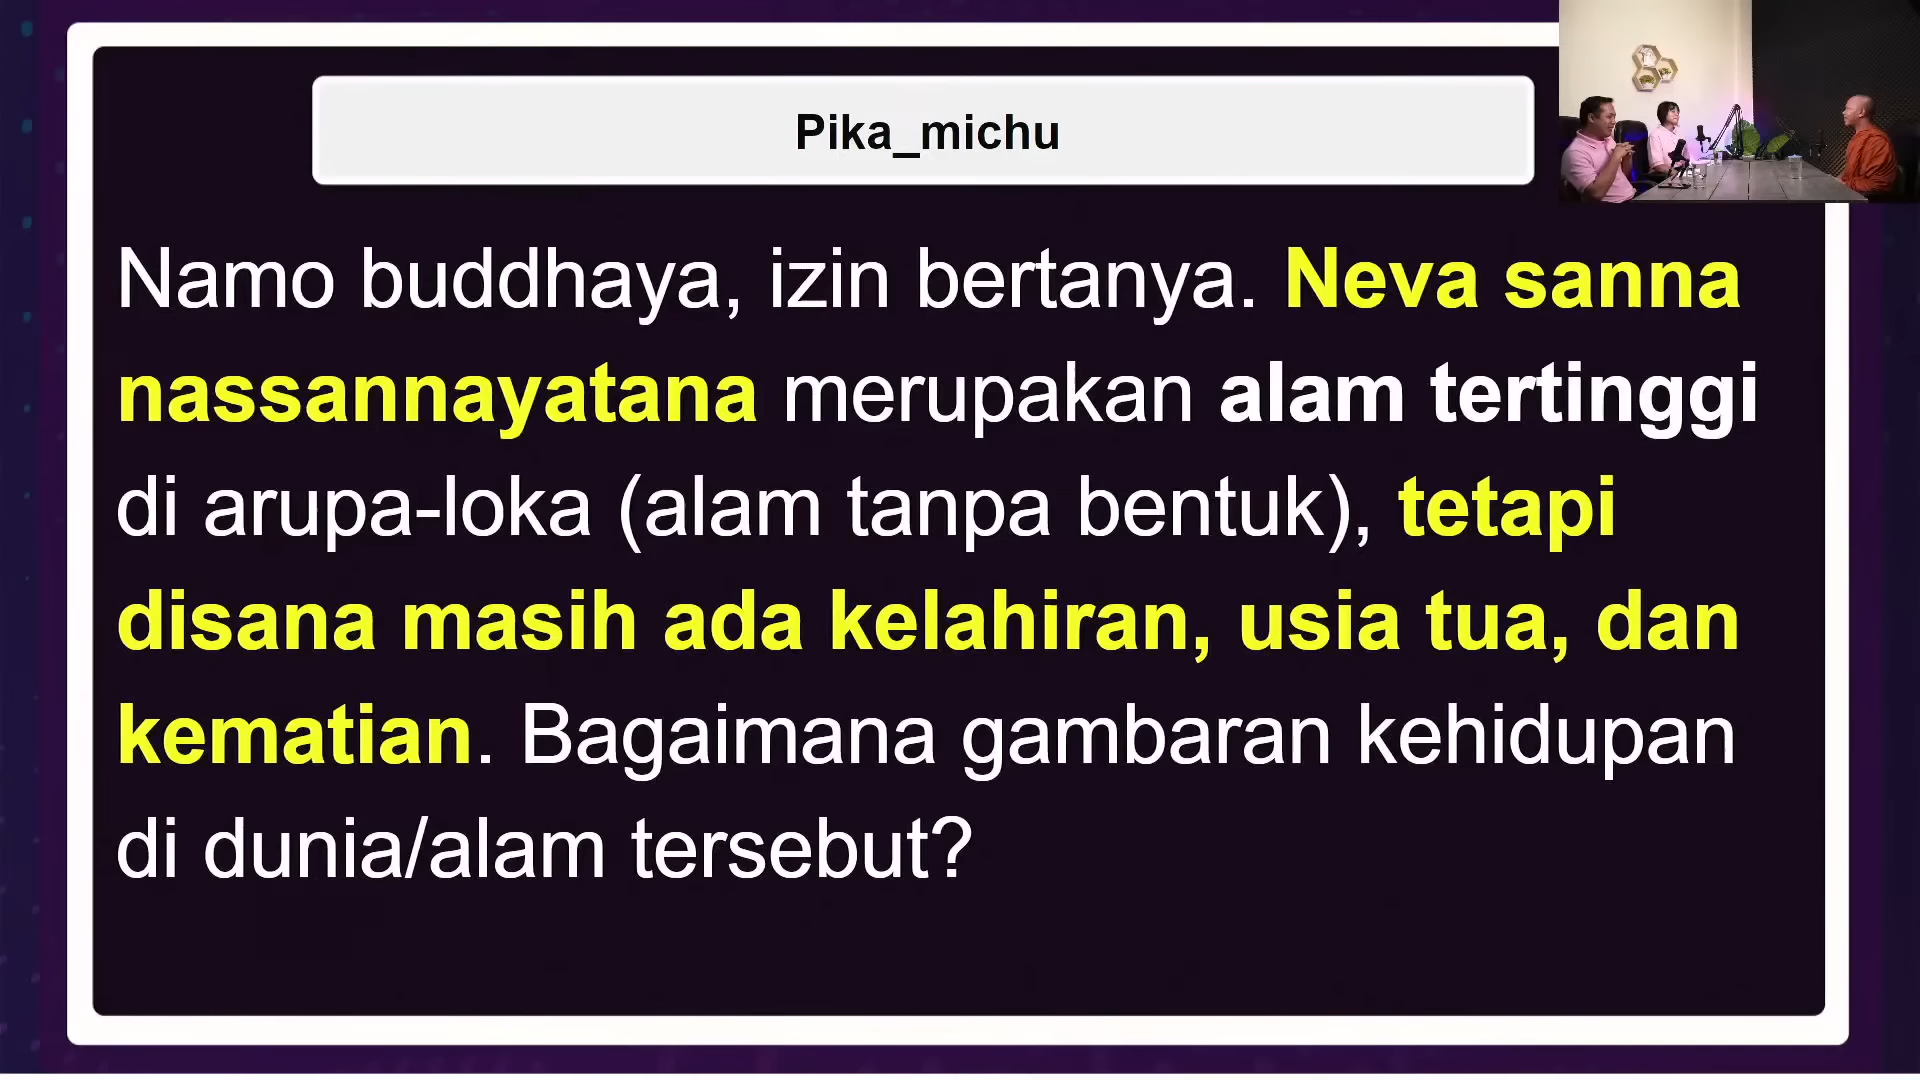 Pika_michu
Namo buddhaya, izin bertanya. Neva sanna
nassannayatana merupakan alam tertinggi
di arupa-loka (alam tanpa bentuk), tetapi
disana masih ada kelahiran, usia tua, dan
kematian. Bagaimana gambaran kehidupan
di dunia/alam tersebut?